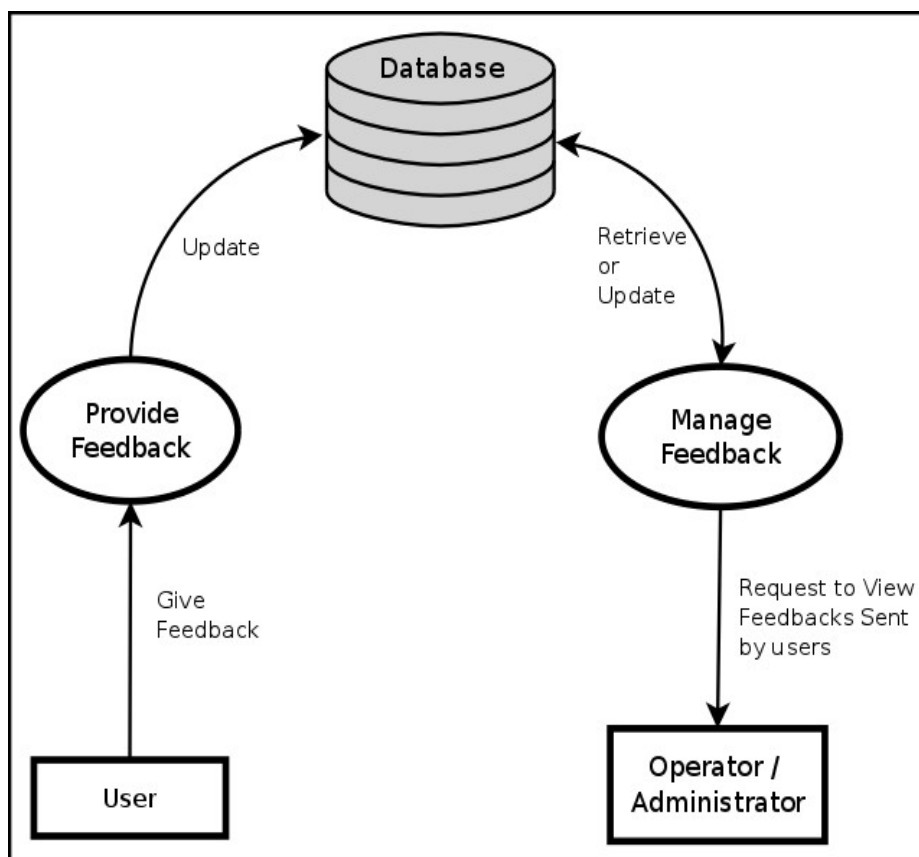 Database
Update
Retrieve
or
Update
Provide
Feedback
Manage
Feedback
Give
Feedback
Request to View
Feedbacks Sent
by users
User
Operator /
Administrator